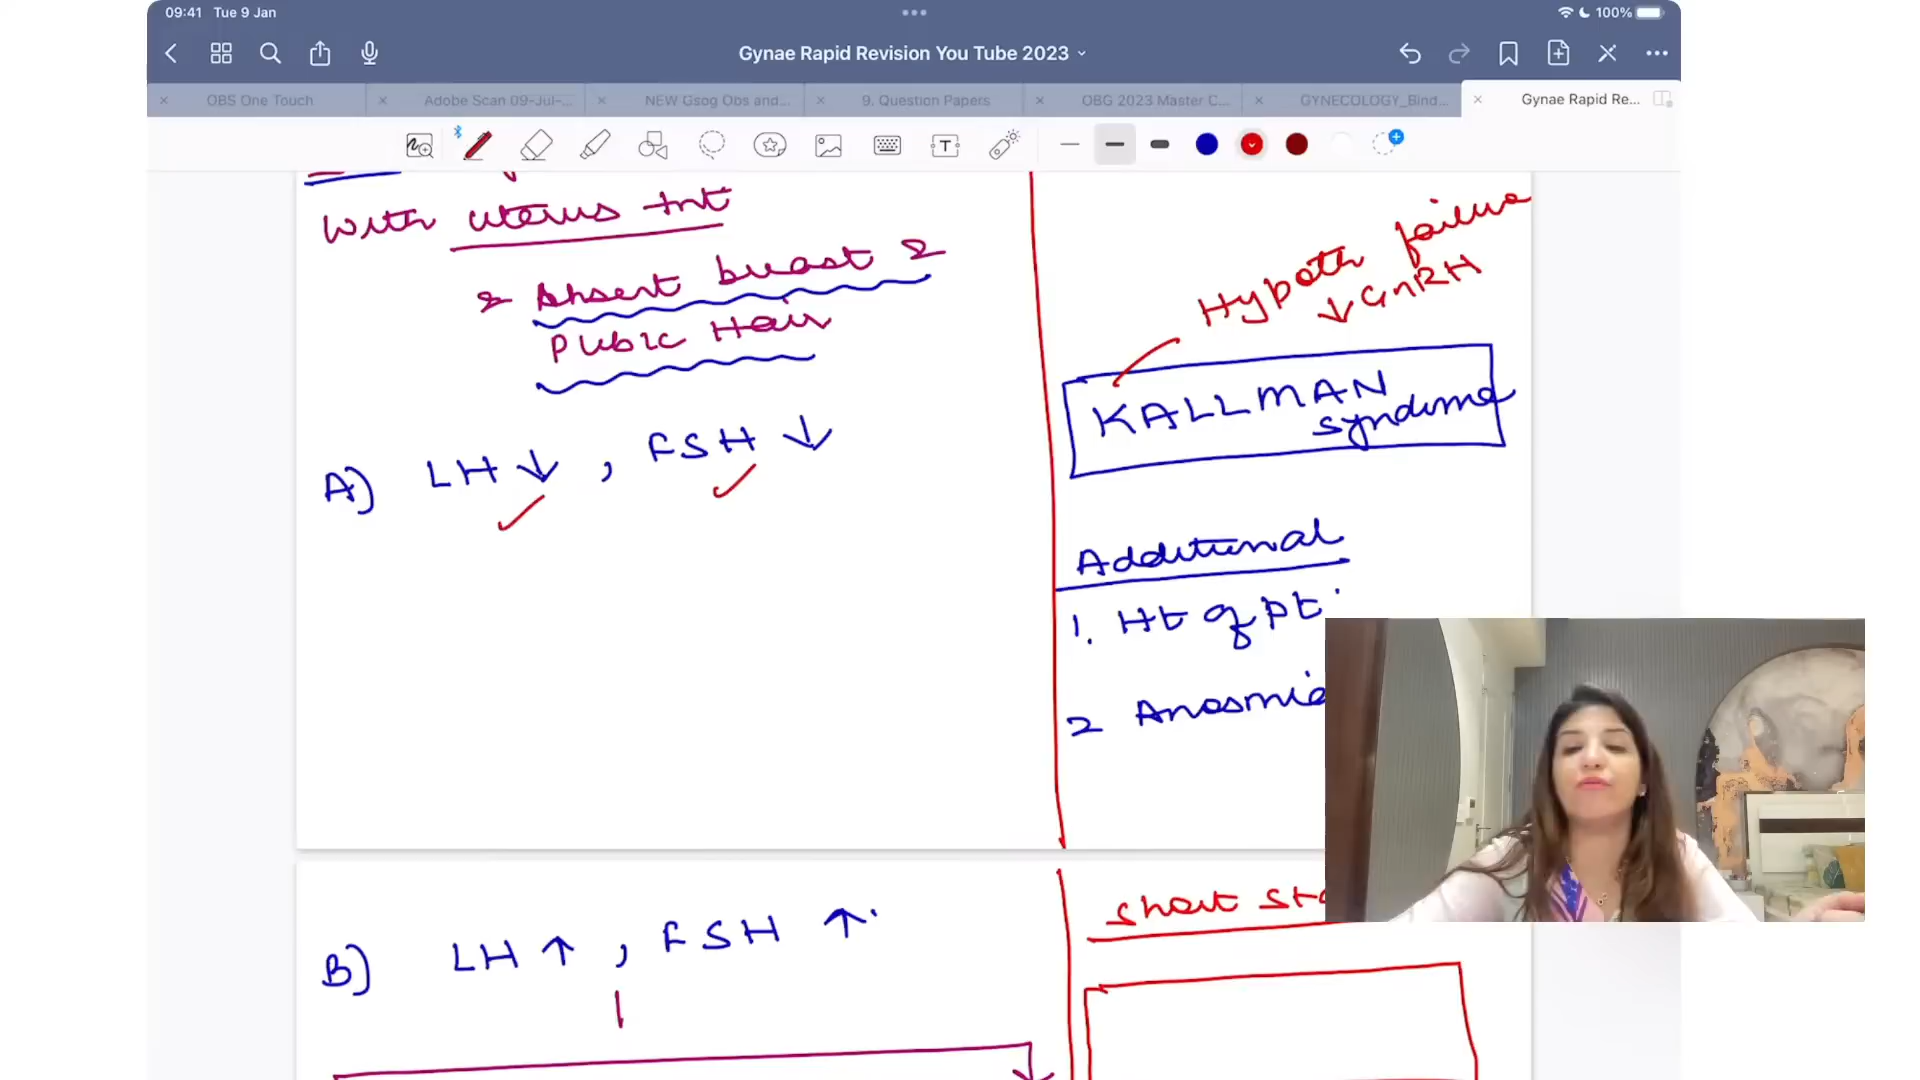 09:41 Tue 9 Jan
100%
Gynae Rapid Revision You Tube 2023
OBS One Touch
Adobe Scan 09-Jul-...
NEW Gsog Obs and...
9. Question Papers
OBG 2023 Master C...
GYNECOLOGY_Bind...
Gynae Rapid Re...
T
With uterus +nt
& Absent breast &
Pubic Hair
A) LH ↓ , FSH ↓
Hypoth failure
↓ GnRH
KALLMAN
syndrome
Additional
1. Ht of pt.
2 Anosmia
B) LH ↑ , FSH ↑
Short